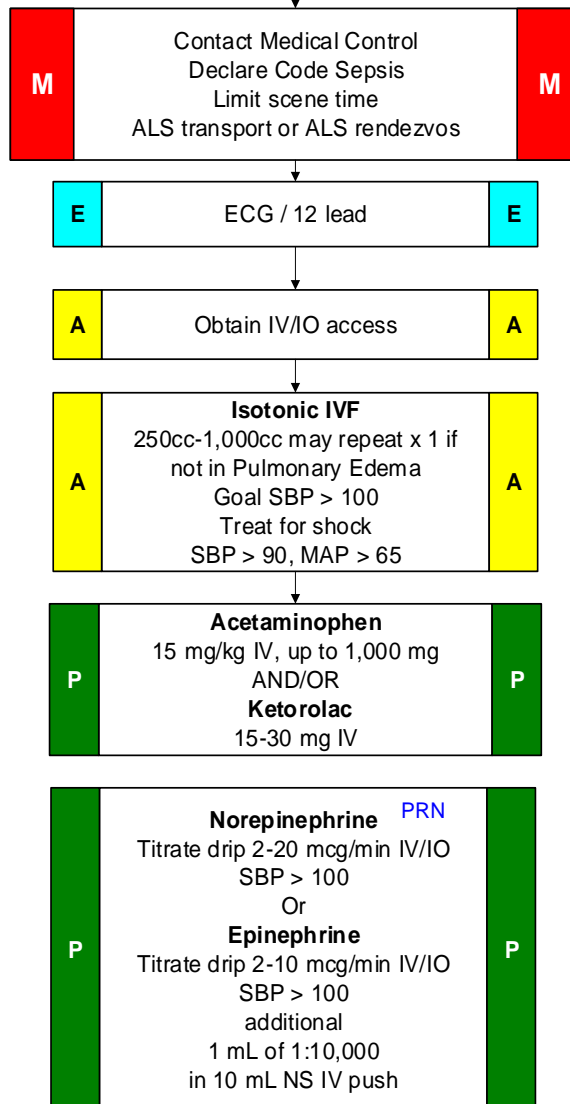 M
Contact Medical Control
Declare Code Sepsis
Limit scene time
ALS transport or ALS rendezvos
M
E
ECG / 12 lead
E
A
Obtain IV/IO access
A
A
Isotonic IVF
250cc-1,000cc may repeat x 1 if
not in Pulmonary Edema
Goal SBP > 100
Treat for shock
SBP > 90, MAP > 65
A
P
Acetaminophen
15 mg/kg IV, up to 1,000 mg
AND/OR
Ketorolac
15-30 mg IV
P
P
Norepinephrine PRN
Titrate drip 2-20 mcg/min IV/IO
SBP > 100
Or
Epinephrine
Titrate drip 2-10 mcg/min IV/IO
SBP > 100
additional
1 mL of 1:10,000
in 10 mL NS IV push
P